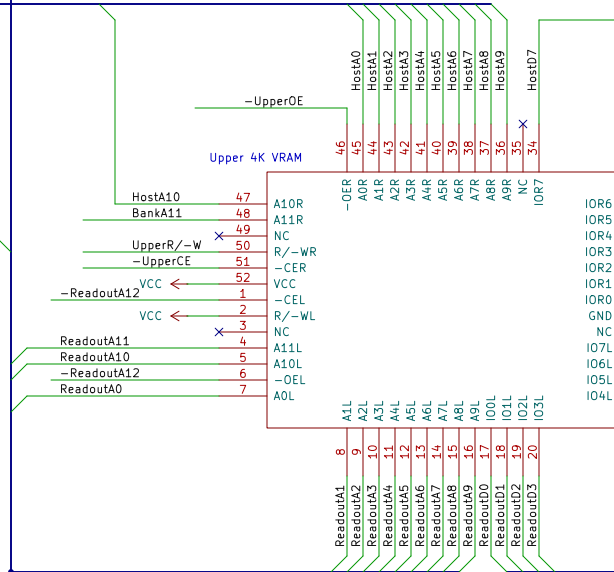 HostA0
HostA1
HostA2
HostA3
HostA4
HostA5
HostA6
HostA7
HostA8
HostA9
HostD7
-UpperOE
46
45
44
43
42
41
40
39
38
37
36
35
34
Upper 4K VRAM
-OER
A0R
A1R
A2R
A3R
A4R
A5R
A6R
A7R
A8R
A9R
NC
IOR7
HostA10 47 A10R IOR6
BankA11 48 A11R IOR5
49 NC IOR4
UpperR/-W 50 R/-WR IOR3
-UpperCE 51 -CER IOR2
VCC 52 VCC IOR1
-ReadoutA12 1 -CEL IOR0
VCC 2 R/-WL GND
3 NC NC
ReadoutA11 4 A11L IO7L
ReadoutA10 5 A10L IO6L
-ReadoutA12 6 -OEL IO5L
ReadoutA0 7 A0L IO4L
A1L
A2L
A3L
A4L
A5L
A6L
A7L
A8L
A9L
IO0L
IO1L
IO2L
IO3L
8
9
10
11
12
13
14
15
16
17
18
19
20
ReadoutA1
ReadoutA2
ReadoutA3
ReadoutA4
ReadoutA5
ReadoutA6
ReadoutA7
ReadoutA8
ReadoutA9
ReadoutD0
ReadoutD1
ReadoutD2
ReadoutD3